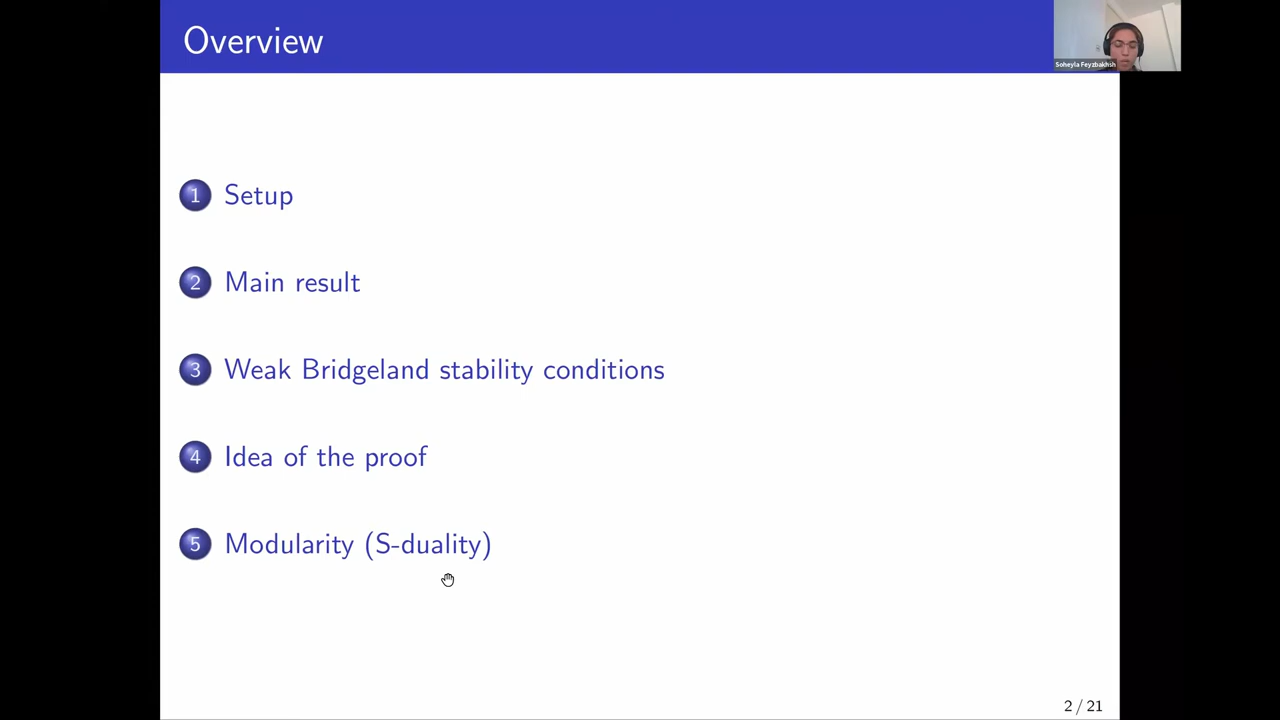 Overview
Soheyla Feyzbakhsh
1 Setup
2 Main result
3 Weak Bridgeland stability conditions
4 Idea of the proof
5 Modularity (S-duality)
2 / 21